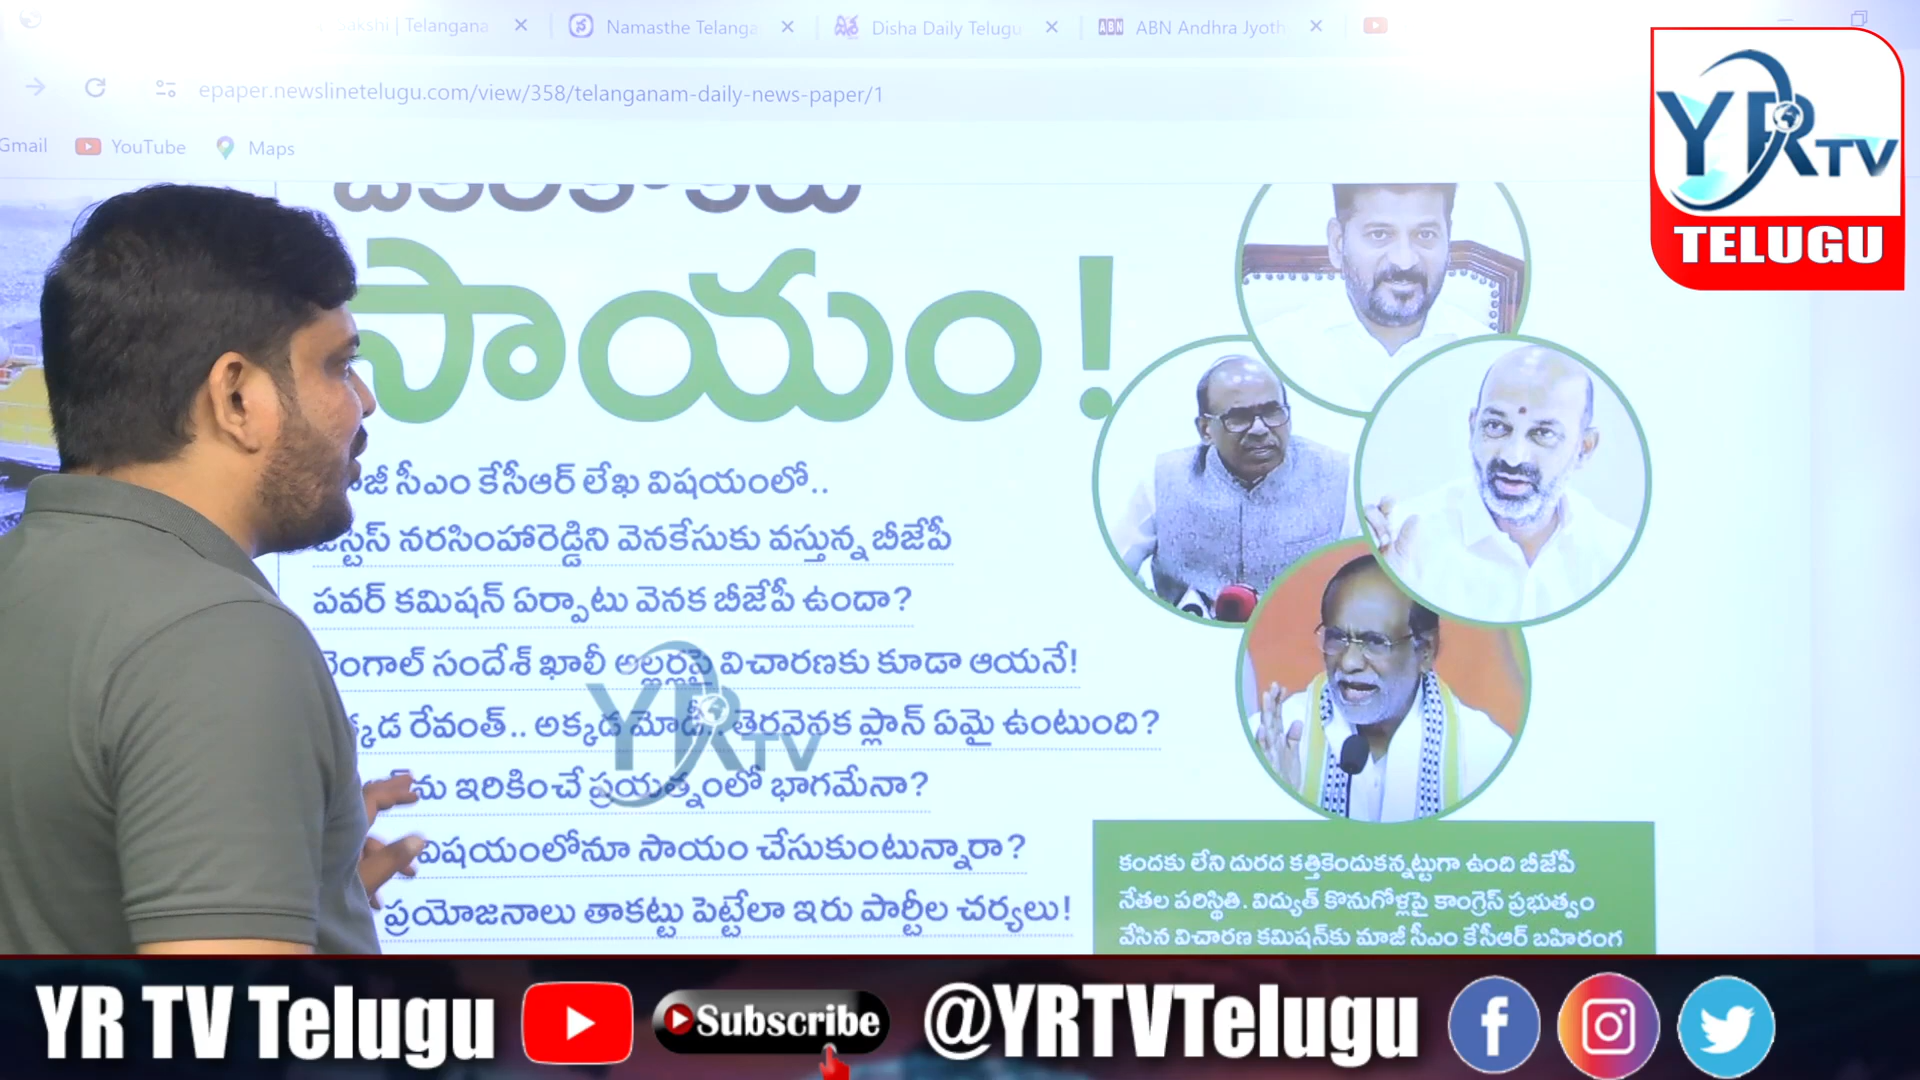 Sakshi | Telangana
Namasthe Telanga
Disha Daily Telugu
ABN
ABN Andhra Jyoth
epaper.newslinetelugu.com/view/358/telanganam-daily-news-paper/1
Gmail
YouTube
Maps
YRTV
TELUGU
సాయం!
సీఎం కేసీఆర్ లేఖ విషయంలో..
నరసింహారెడ్డిని వెనకేసుకు వస్తున్న బీజేపీ
పవర్ కమిషన్ ఏర్పాటు వెనక బీజేపీ ఉందా?
సందేశ్ ఖాలీ అల్లర్లపై విచారణకు కూడా ఆయనే!
రేవంత్.. అక్కడ మోదీ.. తెరవెనక ప్లాన్ ఏమై ఉంటుంది?
ఇరికించే ప్రయత్నంలో భాగమేనా?
విషయంలోనూ సాయం చేసుకుంటున్నారా?
ప్రయోజనాలు తాకట్టు పెట్టేలా ఇరు పార్టీల చర్యలు!
YRTV
కందకు లేని దురద కత్తికెందుకన్నట్టుగా ఉంది బీజేపీ
నేతల పరిస్థితి. విద్యుత్ కొనుగోళ్లపై కాంగ్రెస్ ప్రభుత్వం
వేసిన విచారణ కమిషన్‌కు మాజీ సీఎం కేసీఆర్ బహిరంగ
YR TV Telugu
Subscribe
@YRTVTelugu